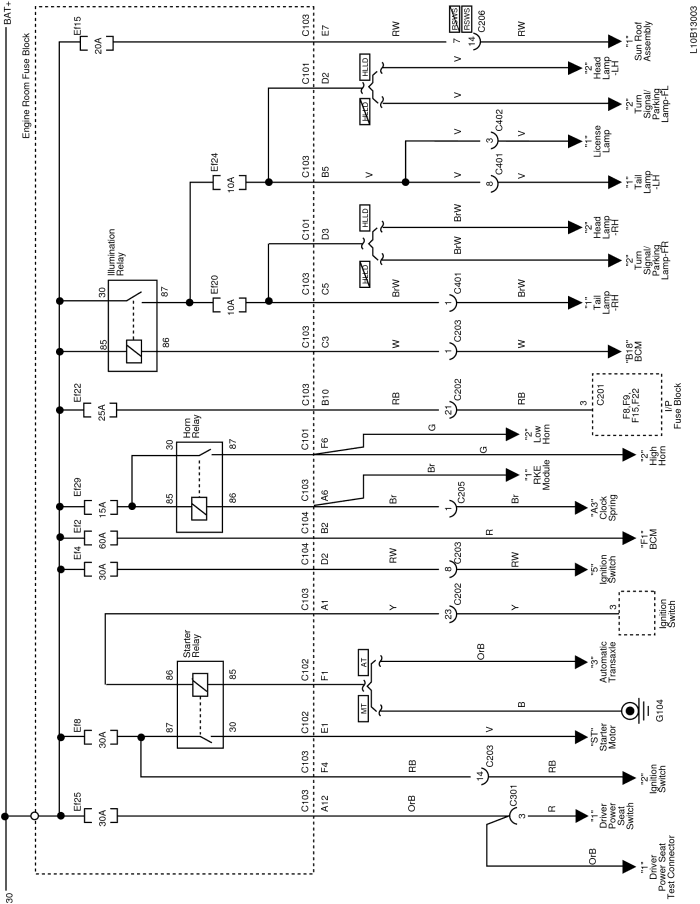 30
BAT+
Engine Room Fuse Block
Ef25
30A
Ef8
30A
Ef4
30A
Ef2
60A
Ef29
15A
Ef22
25A
Ef15
20A
Starter
Relay
87
30
86
85
Horn
Relay
85
86
30
87
Illumination
Relay
85
86
30
87
Ef20
10A
Ef24
10A
C103
A12
C103
F4
C102
E1
C102
F1
C103
A1
C104
D2
C104
B2
C103
A6
C101
F6
C103
B10
C103
C3
C103
C5
C101
D3
C103
B5
C101
D2
C103
E7
OrB
RB
MT
AT
Y
RW
R
Br
Br
G
G
RB
W
BrW
HLLD
HLLD
V
HLLD
HLLD
RW
RSWS
RSWS
3
C301
14
C203
23
C202
8
C203
1
C205
21
C202
1
C203
1
C401
8
C401
3
C402
7
14
C206
OrB
R
RB
V
B
OrB
Y
RW
Br
RB
W
BrW
BrW
BrW
V
V
V
V
V
RW
"1"
Driver
Power Seat
Test Connector
"1"
Driver
Power
Seat
Switch
"2"
Ignition
Switch
"ST"
Starter
Motor
G104
"3"
Automatic
Transaxle
3
Ignition
Switch
"5"
Ignition
Switch
"F1"
BCM
"A3"
Clock
Spring
"1"
RKE
Module
"2"
High
Horn
"2"
Low
Horn
3
C201
F8,F9,
F15,F22
I/P
Fuse Block
"B18"
BCM
"1"
Tail
Lamp
-RH
"2"
Turn
Signal/
Parking
Lamp-FR
"2"
Head
Lamp
-RH
"1"
Tail
Lamp
-LH
"1"
License
Lamp
"2"
Turn
Signal/
Parking
Lamp-FL
"2"
Head
Lamp
-LH
"1"
Sun Roof
Assembly
L10B13003